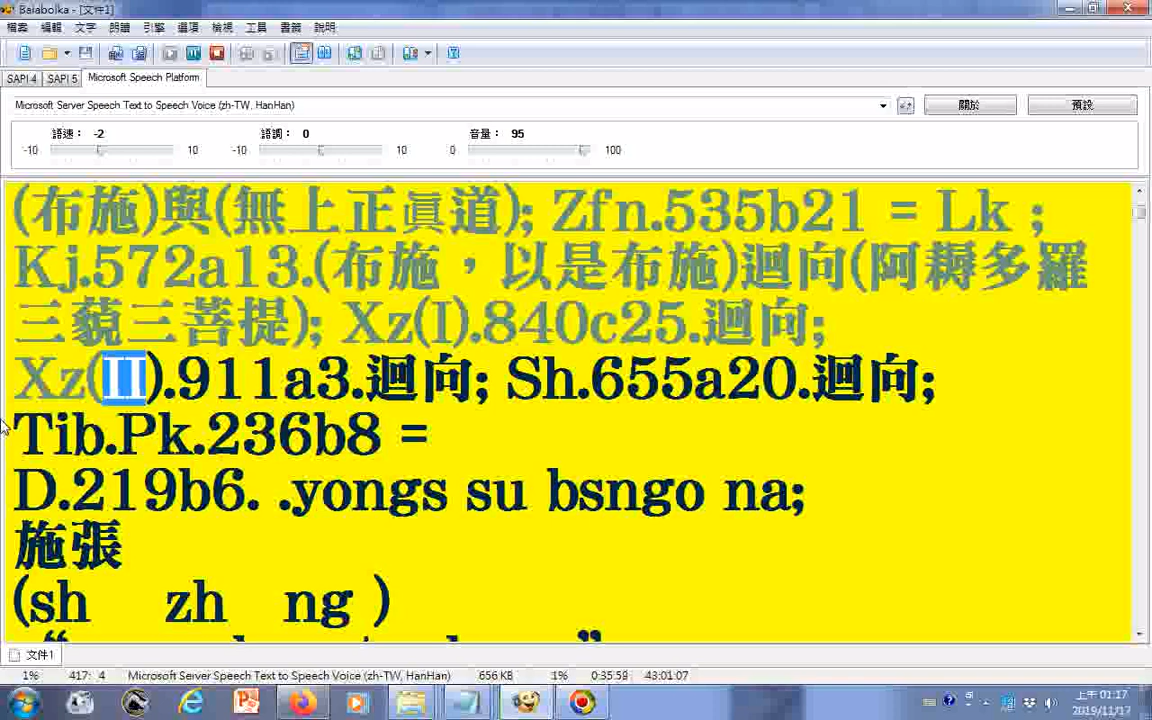 Balabolka - [文件1]
檔案 編輯 文字 朗讀 引擎 選項 檢視 工具 書籤 說明
SAPI 4 SAPI 5 Microsoft Speech Platform
Microsoft Server Speech Text to Speech Voice (zh-TW, HanHan) 關於 預設
語速： -2 語調： 0 音量： 95
-10 10 -10 10 0 100
(布施)與(無上正眞道); Zfn.535b21 = Lk ;
Kj.572a13.(布施，以是布施)迴向(阿耨多羅
三藐三菩提); Xz(I).840c25.迴向;
Xz(II).911a3.迴向; Sh.655a20.迴向;
Tib.Pk.236b8 =
D.219b6. .yongs su bsngo na;
施張
(sh zh ng )
文件1
1% 417: 4 Microsoft Server Speech Text to Speech Voice (zh-TW, HanHan) 656 KB 1% 0:35:59 43:01:07
上午 01:17
2019/11/17